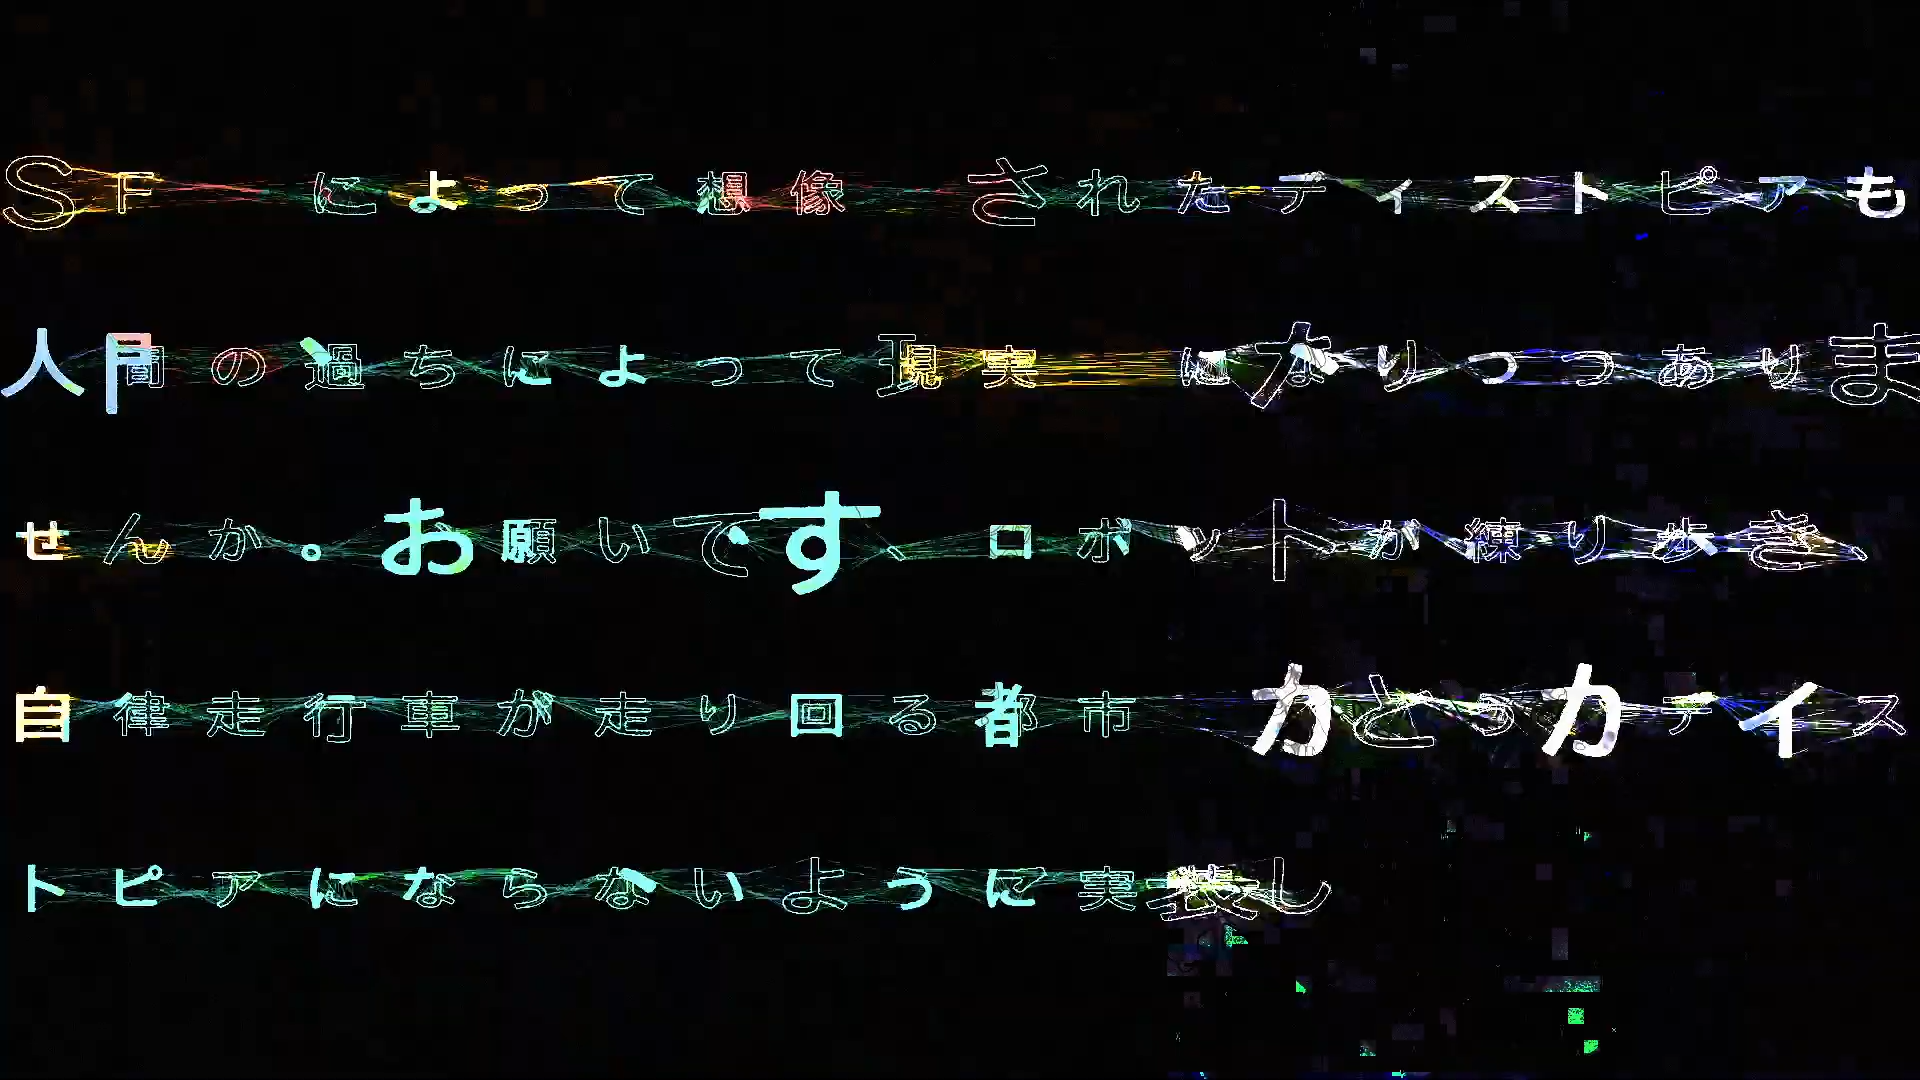 SF によって想像 されたディストピアも
人間の過ちによって現実 になりつつありま
せんか。お願いです、ロボットが練り歩き
自律走行車が走り回る都市 がどうかディス
トピアにならないように実装し